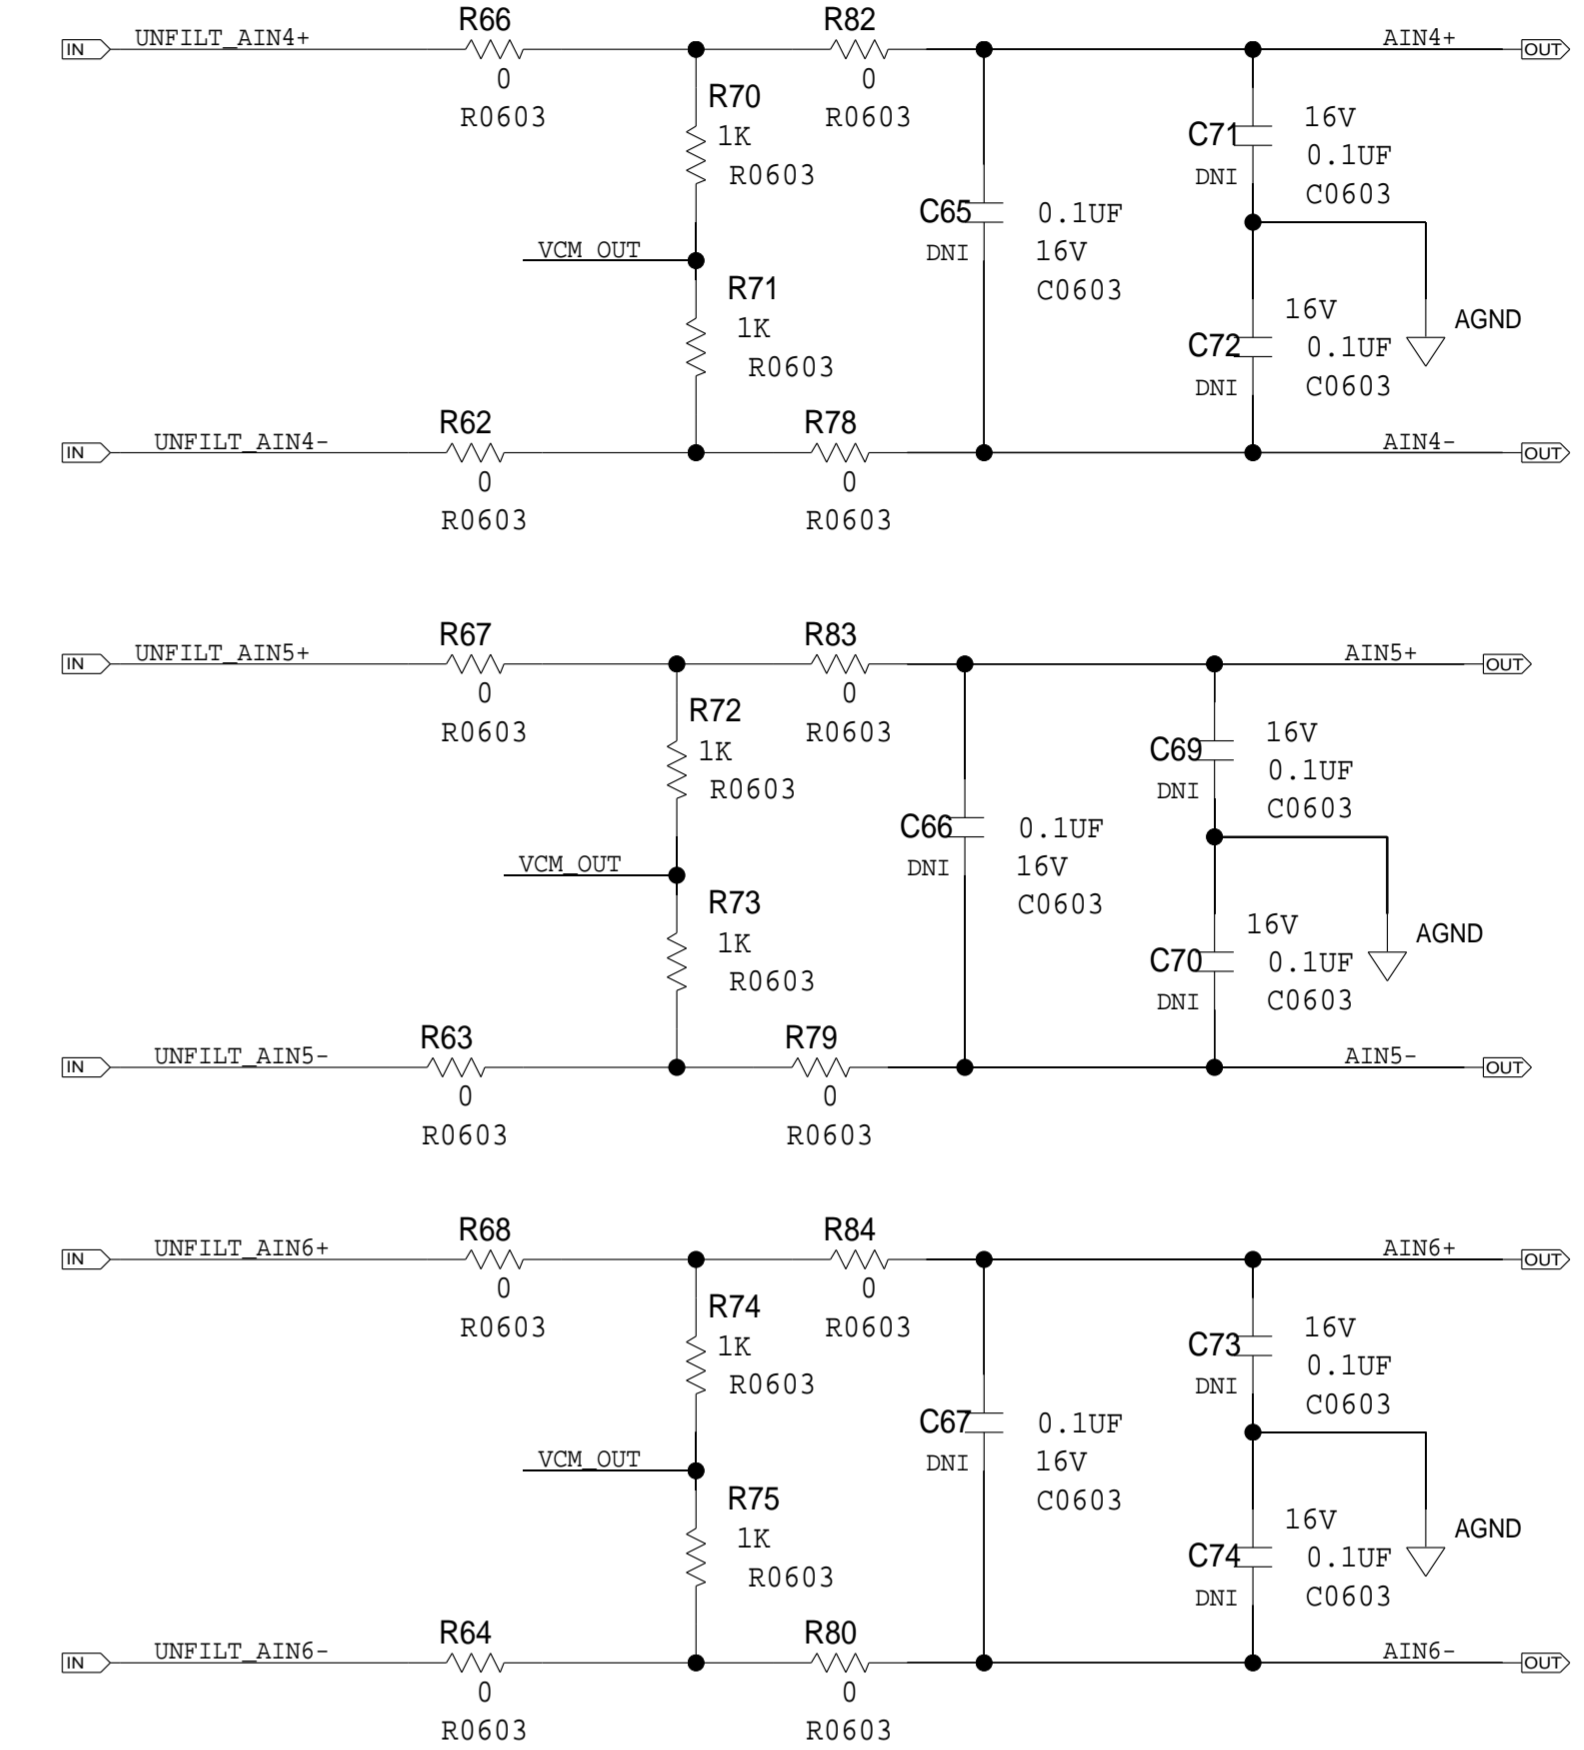 R66
R82
IN
UNFILT_AIN4+
AIN4+
OUT
0
0
R0603
R0603
R70
1K
R0603
C71
16V
0.1UF
DNI
C0603
C65
0.1UF
DNI
16V
C0603
VCM_OUT
R71
1K
R0603
16V
AGND
C72
0.1UF
DNI
C0603
R62
R78
IN
UNFILT_AIN4-
AIN4-
OUT
0
0
R0603
R0603
R67
R83
IN
UNFILT_AIN5+
AIN5+
OUT
0
0
R0603
R0603
R72
1K
R0603
C69
16V
0.1UF
DNI
C0603
C66
0.1UF
DNI
16V
C0603
VCM_OUT
R73
1K
R0603
16V
AGND
C70
0.1UF
DNI
C0603
R63
R79
IN
UNFILT_AIN5-
AIN5-
OUT
0
0
R0603
R0603
R68
R84
IN
UNFILT_AIN6+
AIN6+
OUT
0
0
R0603
R0603
R74
1K
R0603
C73
16V
0.1UF
DNI
C0603
C67
0.1UF
DNI
16V
C0603
VCM_OUT
R75
1K
R0603
16V
AGND
C74
0.1UF
DNI
C0603
R64
R80
IN
UNFILT_AIN6-
AIN6-
OUT
0
0
R0603
R0603